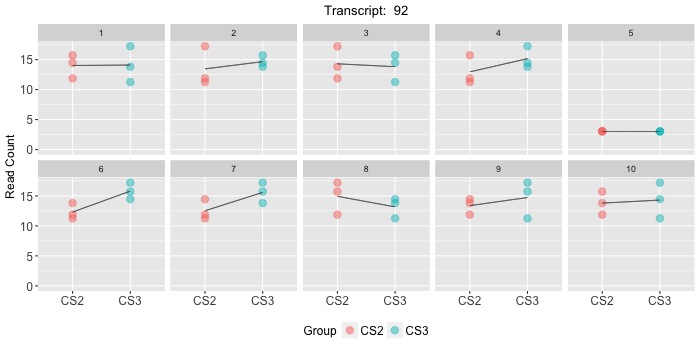 Transcript: 92
1 2 3 4 5
15
10
5
0
Read Count
6 7 8 9 10
15
10
5
0
CS2 CS3 CS2 CS3 CS2 CS3 CS2 CS3 CS2 CS3
Group CS2 CS3